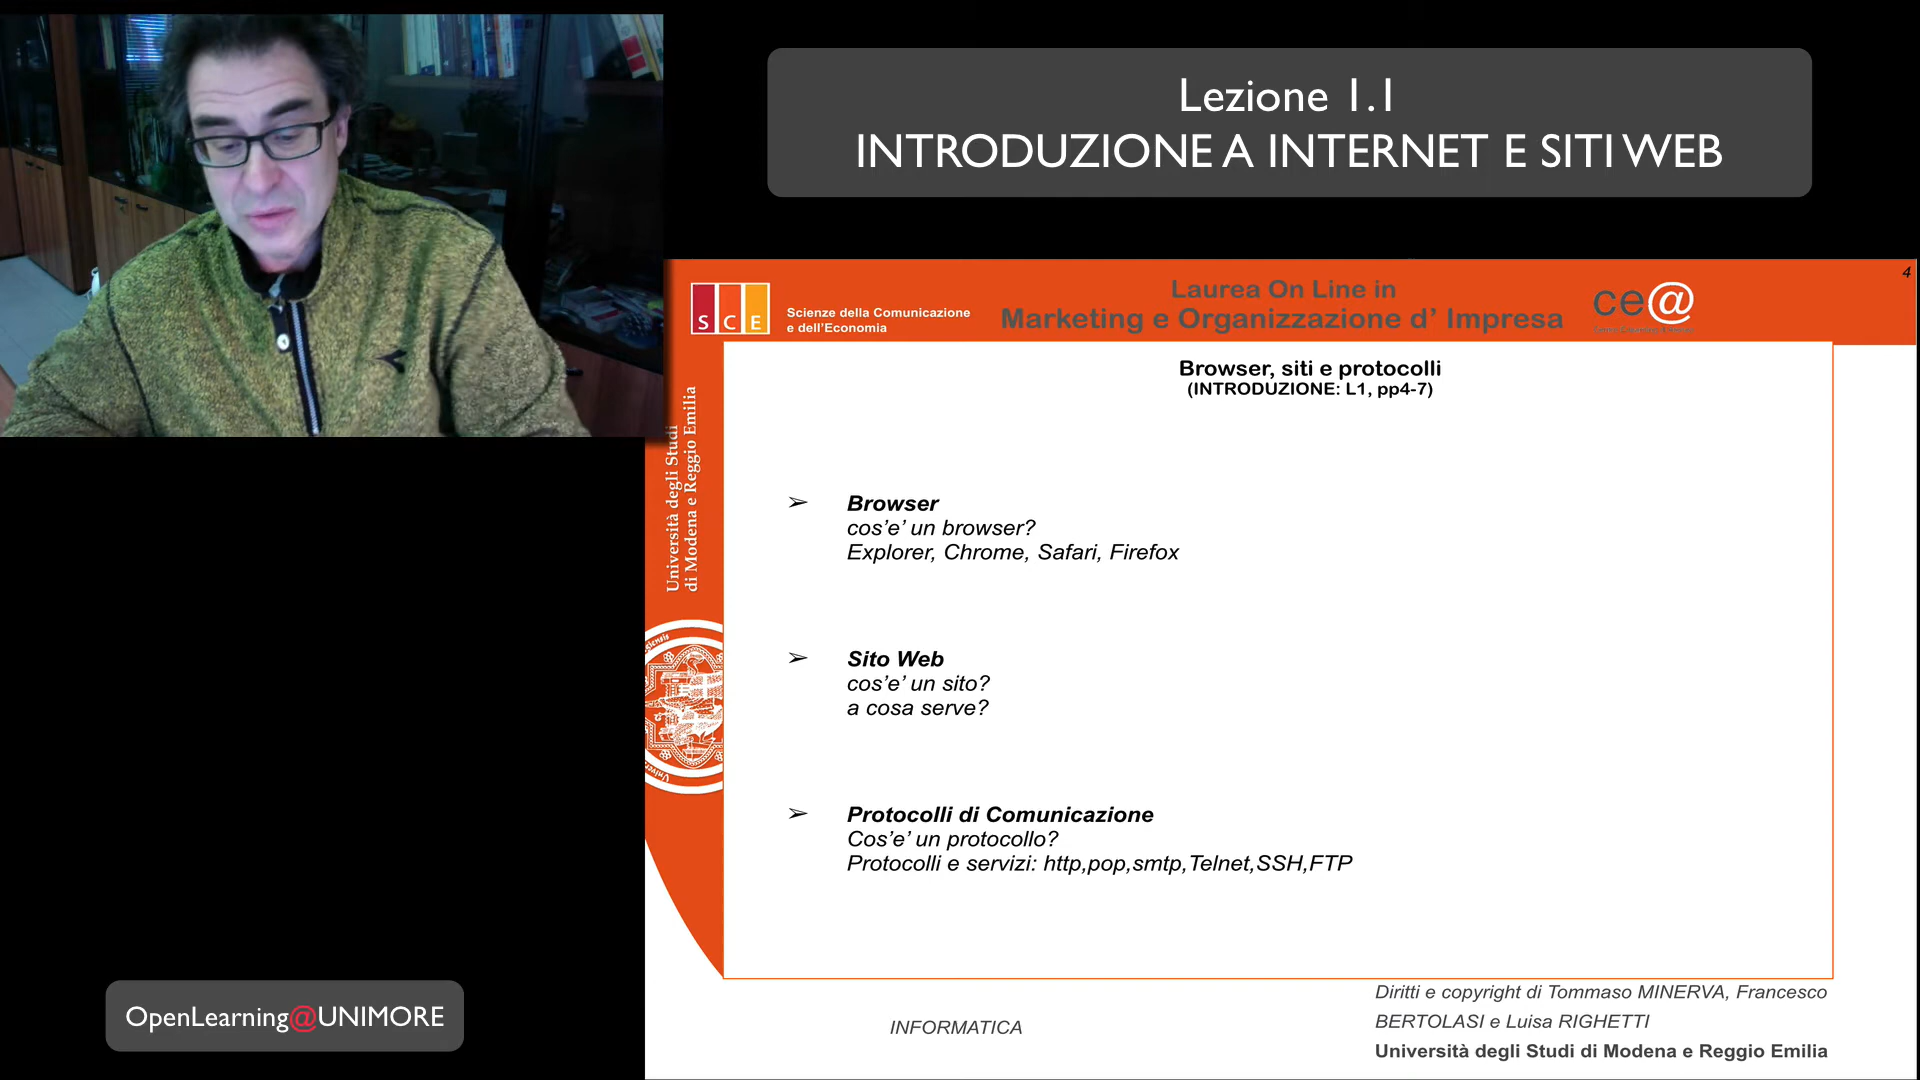 Lezione 1.1
INTRODUZIONE A INTERNET E SITI WEB
4
SCE
Scienze della Comunicazione
e dell'Economia
Laurea On Line in
Marketing e Organizzazione d' Impresa
ce@
Università degli Studi
di Modena e Reggio Emilia
Browser, siti e protocolli
(INTRODUZIONE: L1, pp4-7)
➢ Browser
cos'e' un browser?
Explorer, Chrome, Safari, Firefox
➢ Sito Web
cos'e' un sito?
a cosa serve?
➢ Protocolli di Comunicazione
Cos'e' un protocollo?
Protocolli e servizi: http,pop,smtp,Telnet,SSH,FTP
OpenLearning@UNIMORE
INFORMATICA
Diritti e copyright di Tommaso MINERVA, Francesco
BERTOLASI e Luisa RIGHETTI
Università degli Studi di Modena e Reggio Emilia